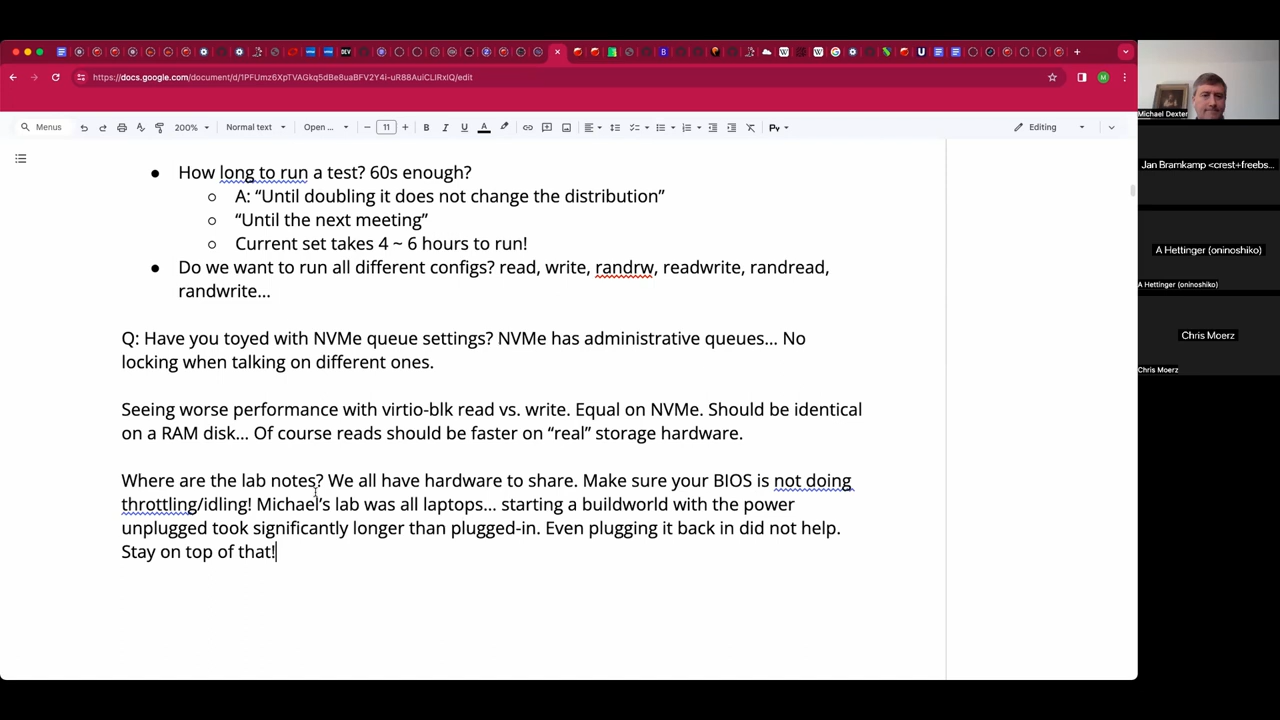 https://docs.google.com/document/d/1PFUmz6XpTVAGkq5dBe8uaBFV2Y4i-uR88AuiCLIRxIQ/edit
Menus
200%
Normal text
Open ...
11
Editing
How long to run a test? 60s enough?
A: “Until doubling it does not change the distribution”
“Until the next meeting”
Current set takes 4 ~ 6 hours to run!
Do we want to run all different configs? read, write, randrw, readwrite, randread,
randwrite…
Q: Have you toyed with NVMe queue settings? NVMe has administrative queues… No
locking when talking on different ones.
Seeing worse performance with virtio-blk read vs. write. Equal on NVMe. Should be identical
on a RAM disk… Of course reads should be faster on “real” storage hardware.
Where are the lab notes? We all have hardware to share. Make sure your BIOS is not doing
throttling/idling! Michael’s lab was all laptops… starting a buildworld with the power
unplugged took significantly longer than plugged-in. Even plugging it back in did not help.
Stay on top of that!
Michael Dexter
Jan Bramkamp <crest+freebs...
A Hettinger (oninoshiko)
A Hettinger (oninoshiko)
Chris Moerz
Chris Moerz